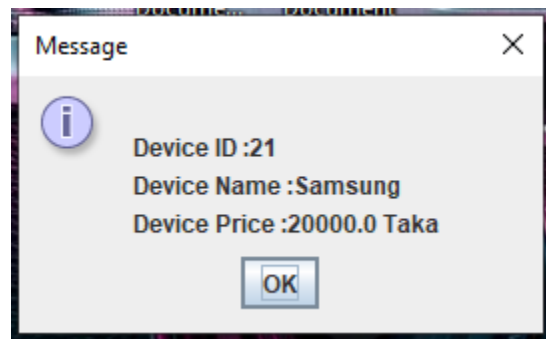 Message
Device ID :21
Device Name :Samsung
Device Price :20000.0 Taka
OK